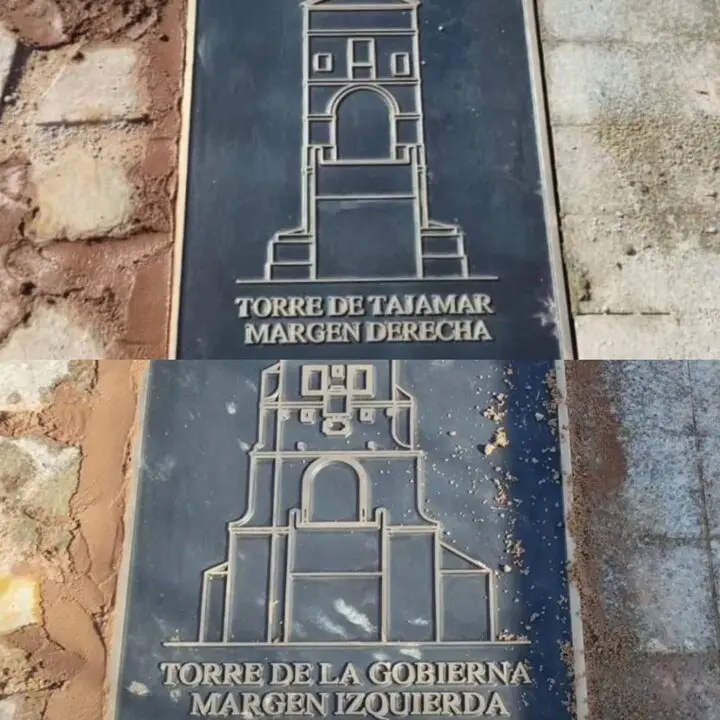 TORRE DE TAJAMAR
MARGEN DERECHA
TORRE DE LA GOBIERNA
MARGEN IZQUIERDA